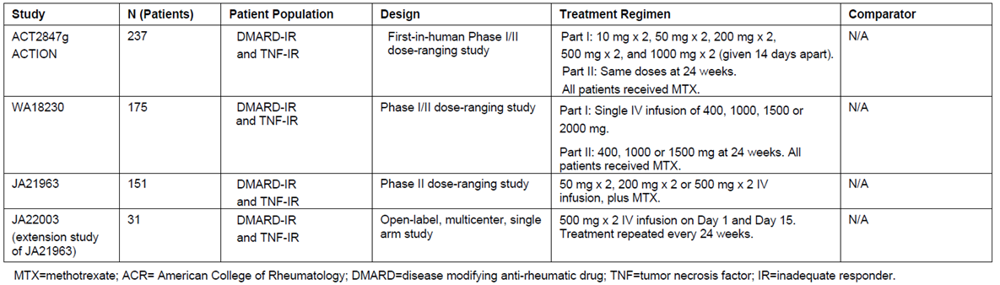 Study N (Patients) Patient Population Design Treatment Regimen Comparator
ACT2847g 237 DMARD-IR First-in-human Phase I/II Part I: 10 mg x 2, 50 mg x 2, 200 mg x 2, N/A
ACTION and TNF-IR dose-ranging study 500 mg x 2, and 1000 mg x 2 (given 14 days apart).
Part II: Same doses at 24 weeks.
All patients received MTX.
WA18230 175 DMARD-IR Phase I/II dose-ranging study Part I: Single IV infusion of 400, 1000, 1500 or N/A
and TNF-IR 2000 mg.
Part II: 400, 1000 or 1500 mg at 24 weeks. All
patients received MTX.
JA21963 151 DMARD-IR Phase II dose-ranging study 50 mg x 2, 200 mg x 2 or 500 mg x 2 IV N/A
and TNF-IR infusion, plus MTX.
JA22003 31 DMARD-IR Open-label, multicenter, single 500 mg x 2 IV infusion on Day 1 and Day 15. N/A
(extension study and TNF-IR arm study Treatment repeated every 24 weeks.
of JA21963)
MTX=methotrexate; ACR= American College of Rheumatology; DMARD=disease modifying anti-rheumatic drug; TNF=tumor necrosis factor; IR=inadequate responder.